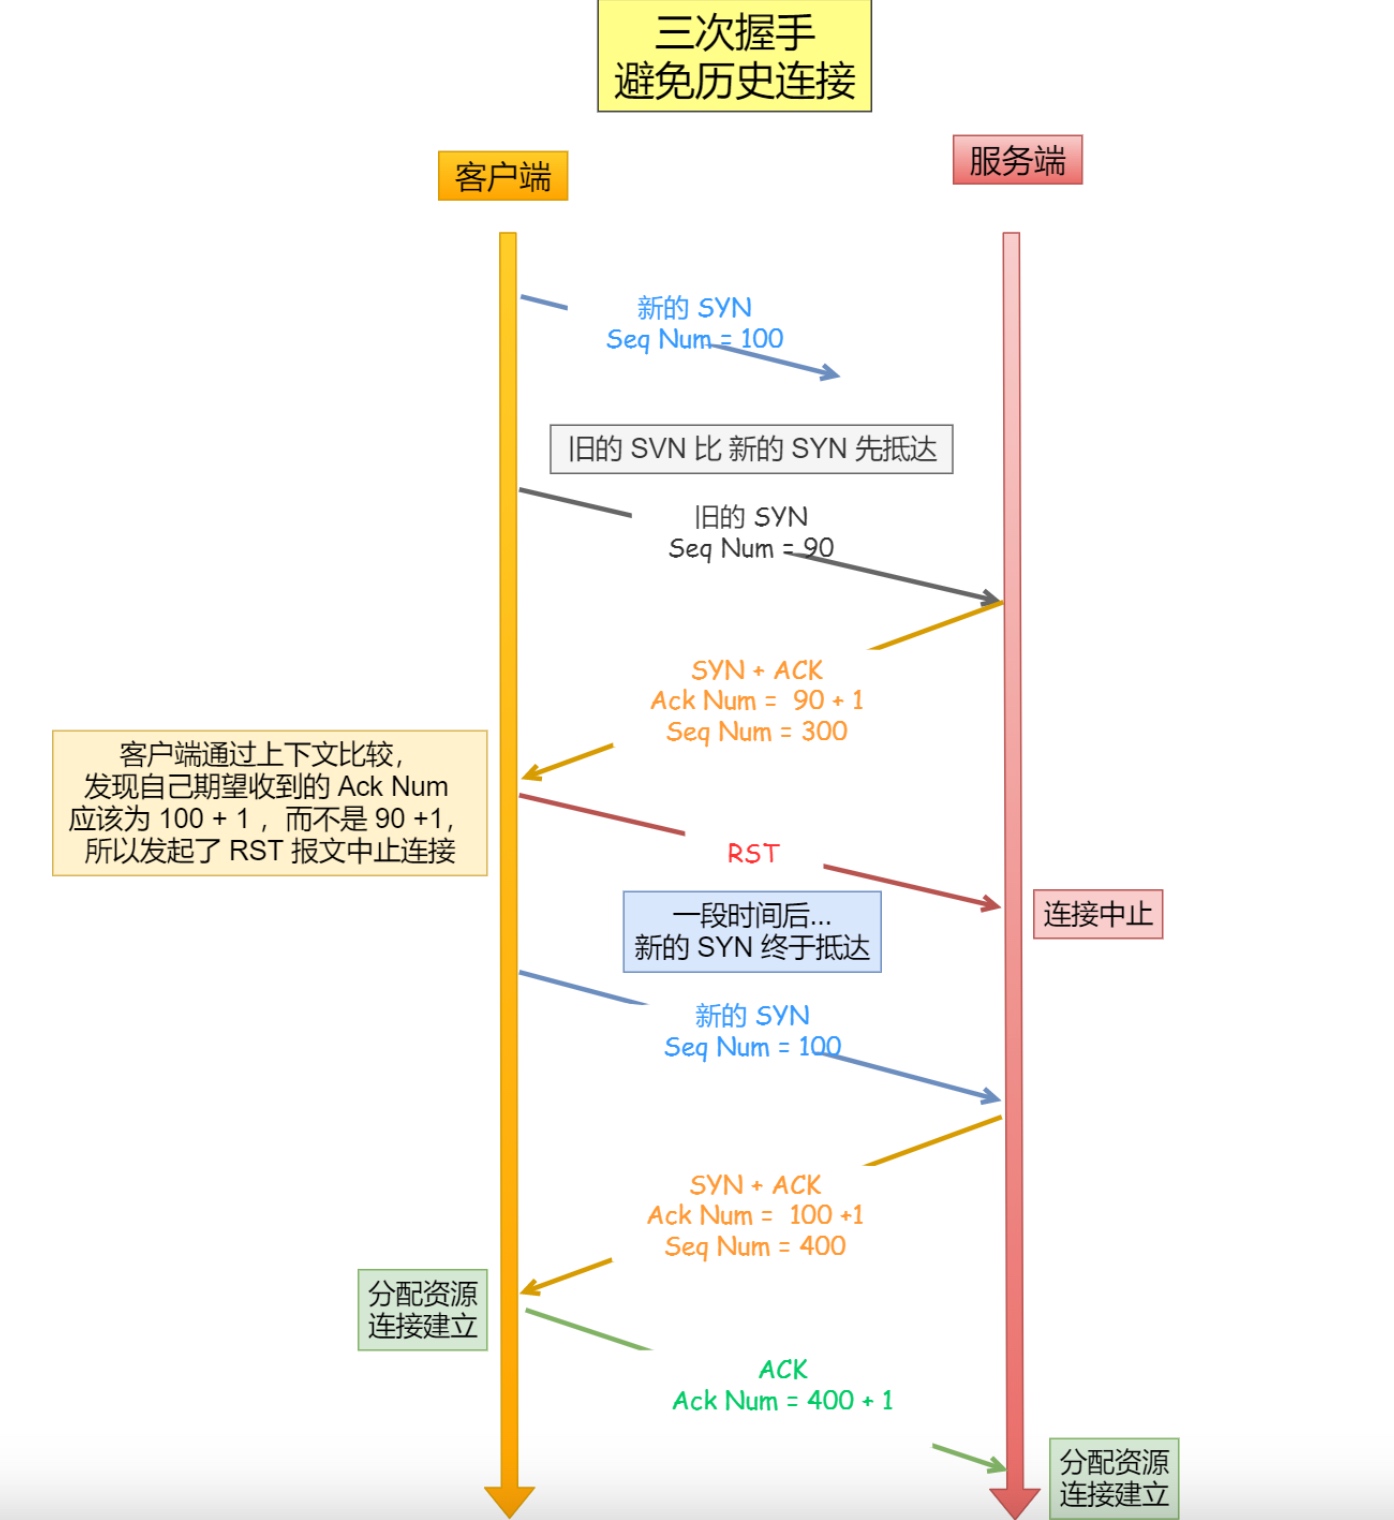 三次握手
避免历史连接
客户端
服务端
新的 SYN
Seq Num = 100
旧的 SVN 比 新的 SYN 先抵达
旧的 SYN
Seq Num = 90
SYN + ACK
Ack Num = 90 + 1
Seq Num = 300
客户端通过上下文比较，
发现自己期望收到的 Ack Num
应该为 100 + 1 ，而不是 90 +1，
所以发起了 RST 报文中止连接
RST
连接中止
一段时间后...
新的 SYN 终于抵达
新的 SYN
Seq Num = 100
SYN + ACK
Ack Num = 100 +1
Seq Num = 400
分配资源
连接建立
ACK
Ack Num = 400 + 1
分配资源
连接建立